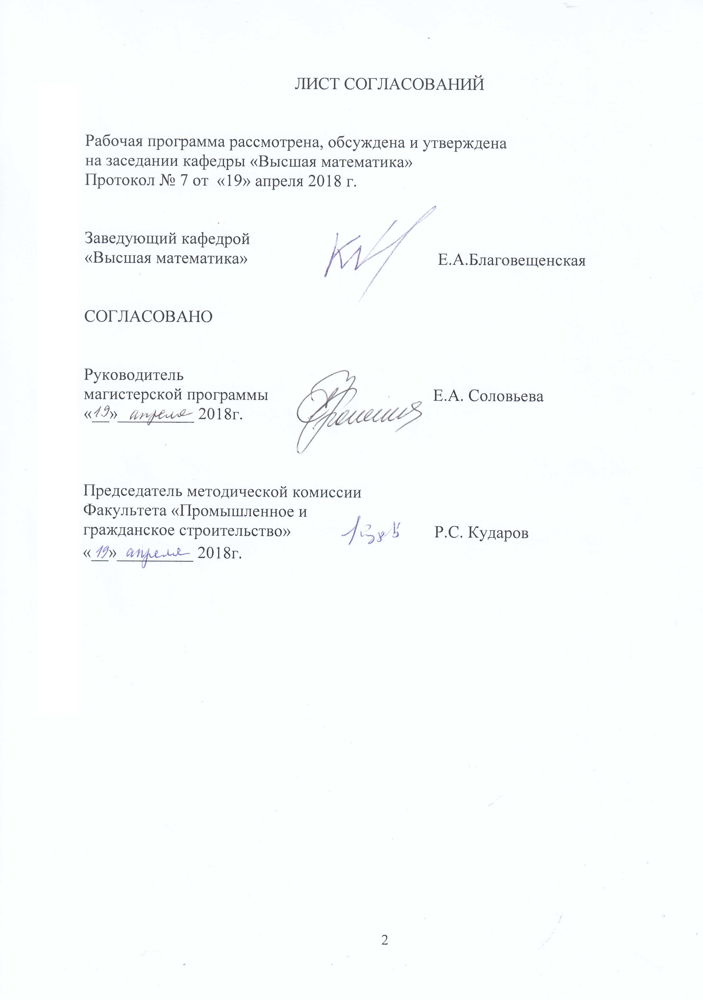 ЛИСТ СОГЛАСОВАНИЙ
Рабочая программа рассмотрена, обсуждена и утверждена
на заседании кафедры «Высшая математика»
Протокол № 7 от «19» апреля 2018 г.
Заведующий кафедрой
«Высшая математика» Е.А.Благовещенская
СОГЛАСОВАНО
Руководитель
магистерской программы Е.А. Соловьева
«19» апреля 2018г.
Председатель методической комиссии
Факультета «Промышленное и
гражданское строительство» Р.С. Кударов
«19» апреля 2018г.
2